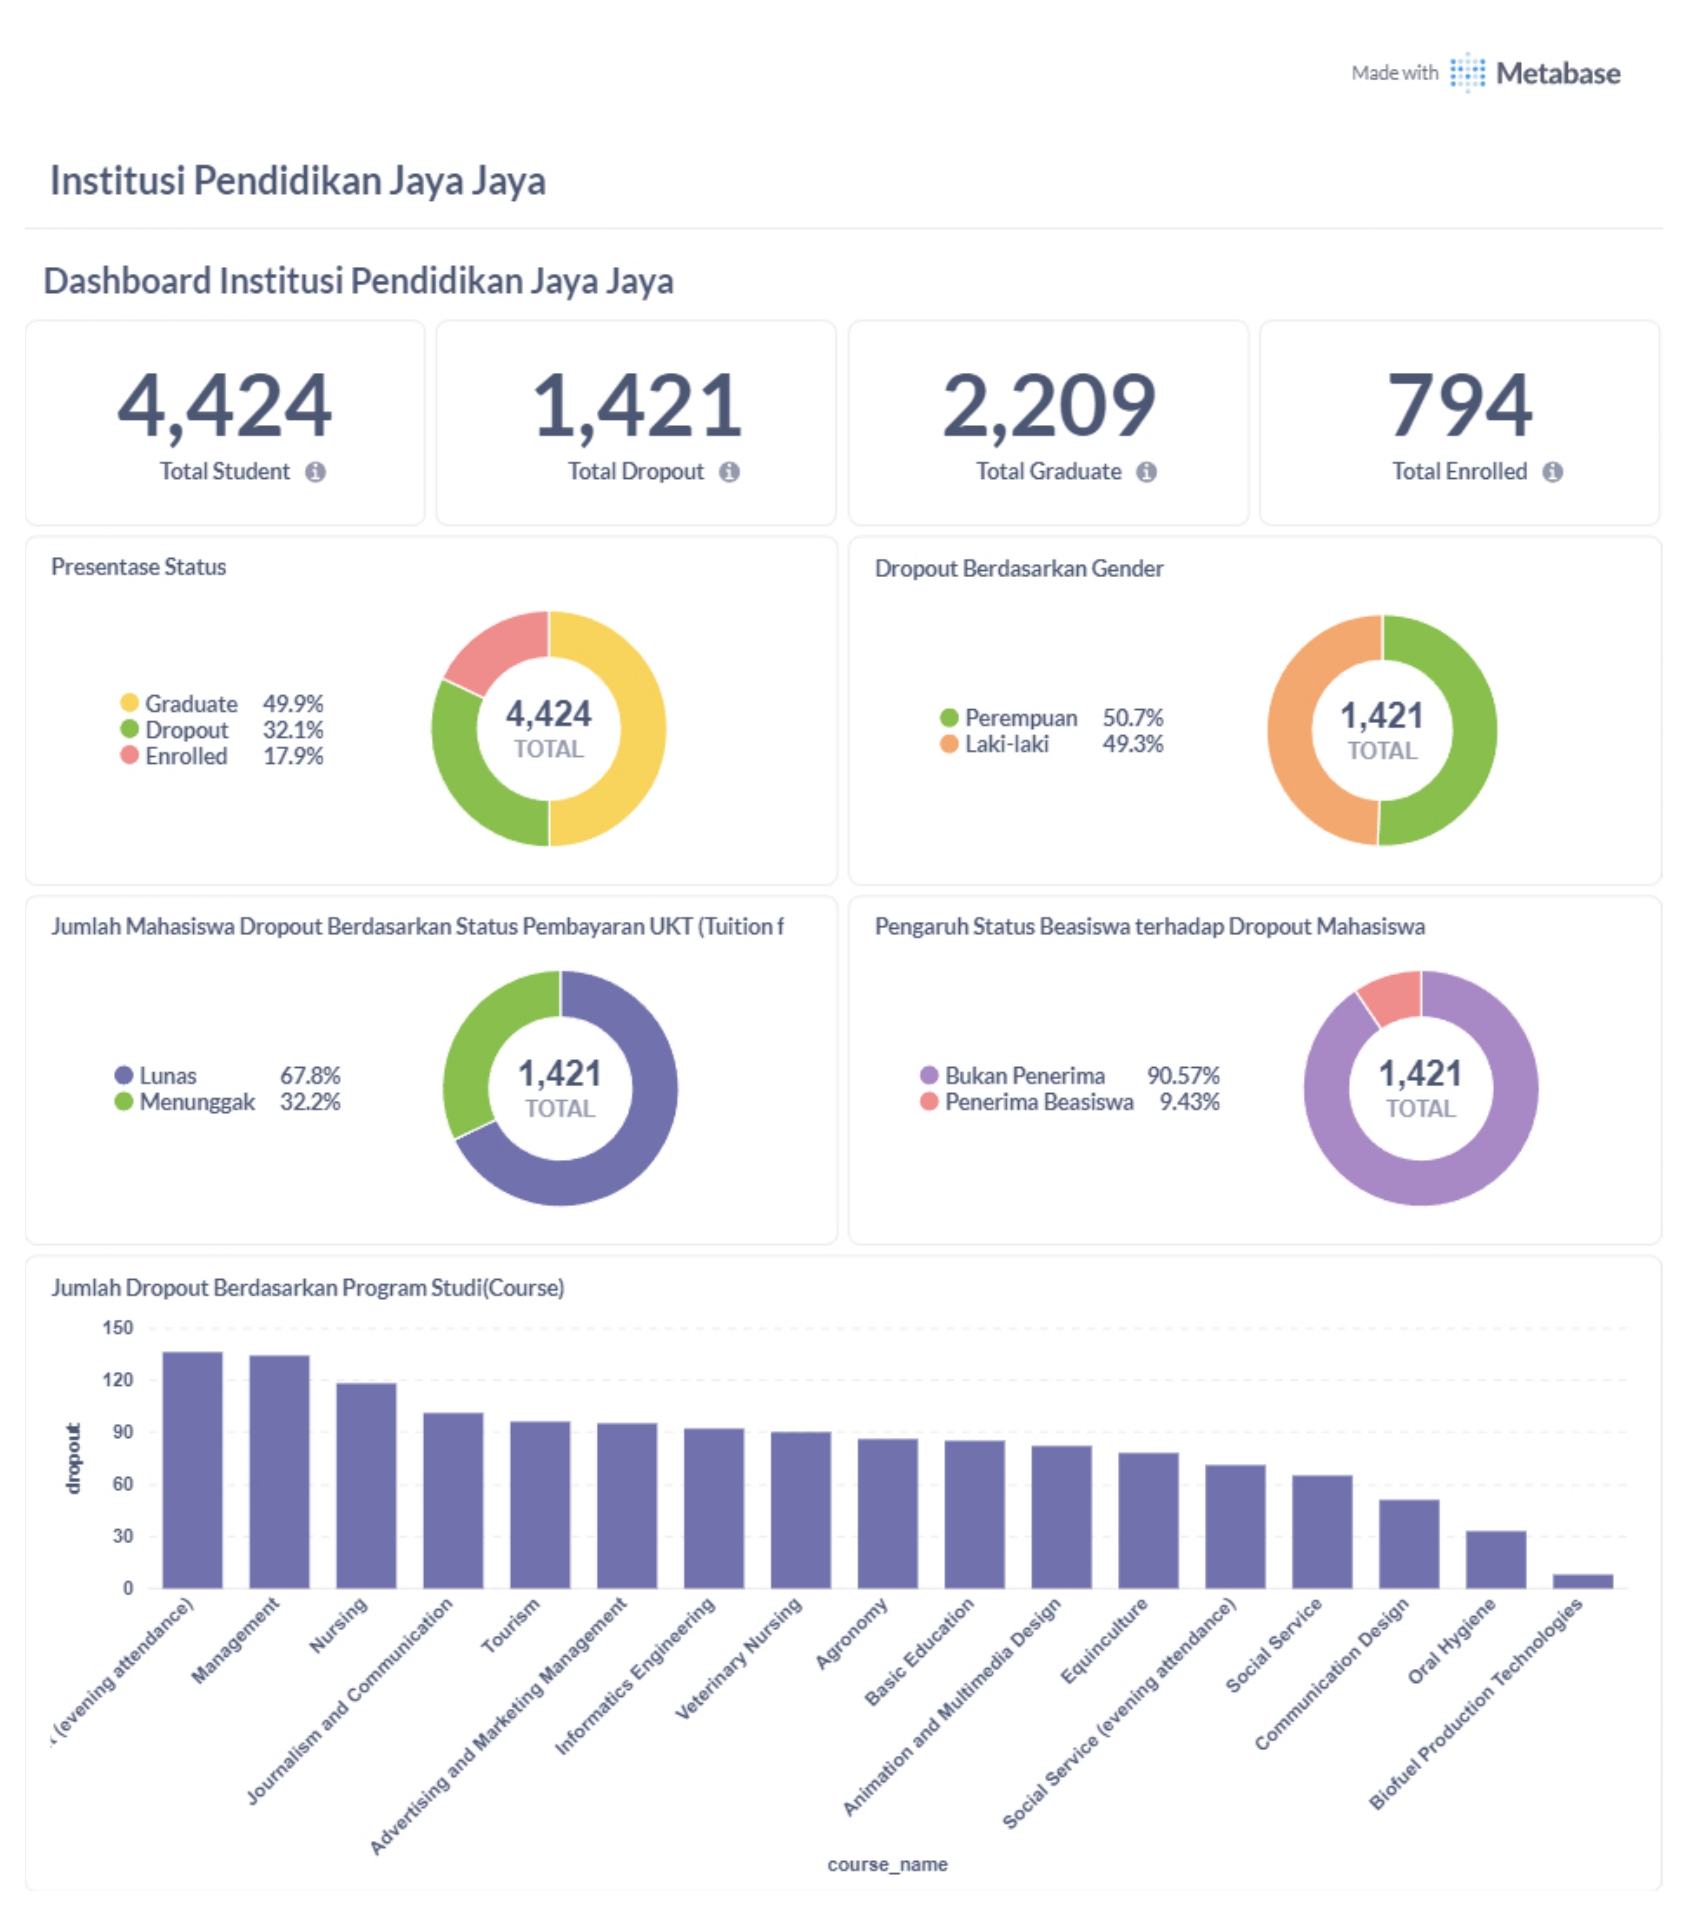 Made with Metabase
Institusi Pendidikan Jaya Jaya
Dashboard Institusi Pendidikan Jaya Jaya
4,424
Total Student
1,421
Total Dropout
2,209
Total Graduate
794
Total Enrolled
Presentase Status
Graduate 49.9%
Dropout 32.1%
Enrolled 17.9%
4,424
TOTAL
Dropout Berdasarkan Gender
Perempuan 50.7%
Laki-laki 49.3%
1,421
TOTAL
Jumlah Mahasiswa Dropout Berdasarkan Status Pembayaran UKT (Tuition f
Lunas 67.8%
Menunggak 32.2%
1,421
TOTAL
Pengaruh Status Beasiswa terhadap Dropout Mahasiswa
Bukan Penerima 90.57%
Penerima Beasiswa 9.43%
1,421
TOTAL
Jumlah Dropout Berdasarkan Program Studi(Course)
150
120
90
60
30
0
dropout
(evening attendance)
Management
Nursing
Journalism and Communication
Tourism
Advertising and Marketing Management
Informatics Engineering
Veterinary Nursing
Agronomy
Basic Education
Animation and Multimedia Design
Equinculture
Social Service (evening attendance)
Social Service
Communication Design
Oral Hygiene
Biofuel Production Technologies
course_name